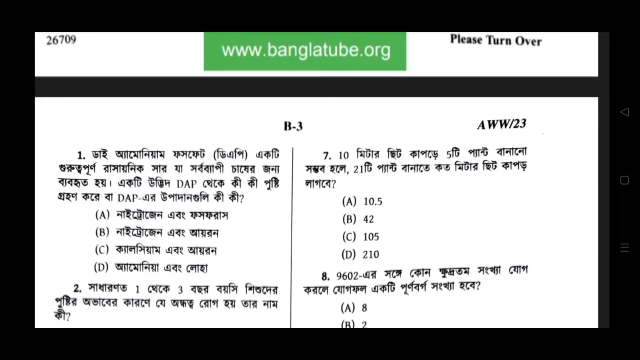 26709
www.banglatube.org
Please Turn Over
B-3
AWW/23
1. ডাই অ্যামোনিয়াম ফসফেট (ডিএপি) একটি
গুরুত্বপূর্ণ রাসায়নিক সার যা সর্বব্যাপী চাষের জন্য
ব্যবহৃত হয়। একটি উদ্ভিদ DAP থেকে কী কী পুষ্টি
গ্রহণ করে বা DAP-এর উপাদানগুলি কী কী?
(A) নাইট্রোজেন এবং ফসফরাস
(B) নাইট্রোজেন এবং আয়রন
(C) ক্যালসিয়াম এবং আয়রন
(D) অ্যামোনিয়া এবং লোহা
2. সাধারণত 1 থেকে 3 বছর বয়সি শিশুদের
পুষ্টির অভাবের কারণে যে অন্ধত্ব রোগ হয় তার নাম
কী?
7. 10 মিটার ছিট কাপড়ে 5টি প্যান্ট বানানো
সম্ভব হলে, 21টি প্যান্ট বানাতে কত মিটার ছিট কাপড়
লাগবে?
(A) 10.5
(B) 42
(C) 105
(D) 210
8. 9602-এর সঙ্গে কোন ক্ষুদ্রতম সংখ্যা যোগ
করলে যোগফল একটি পূর্ণবর্গ সংখ্যা হবে?
(A) 8
(B) 2